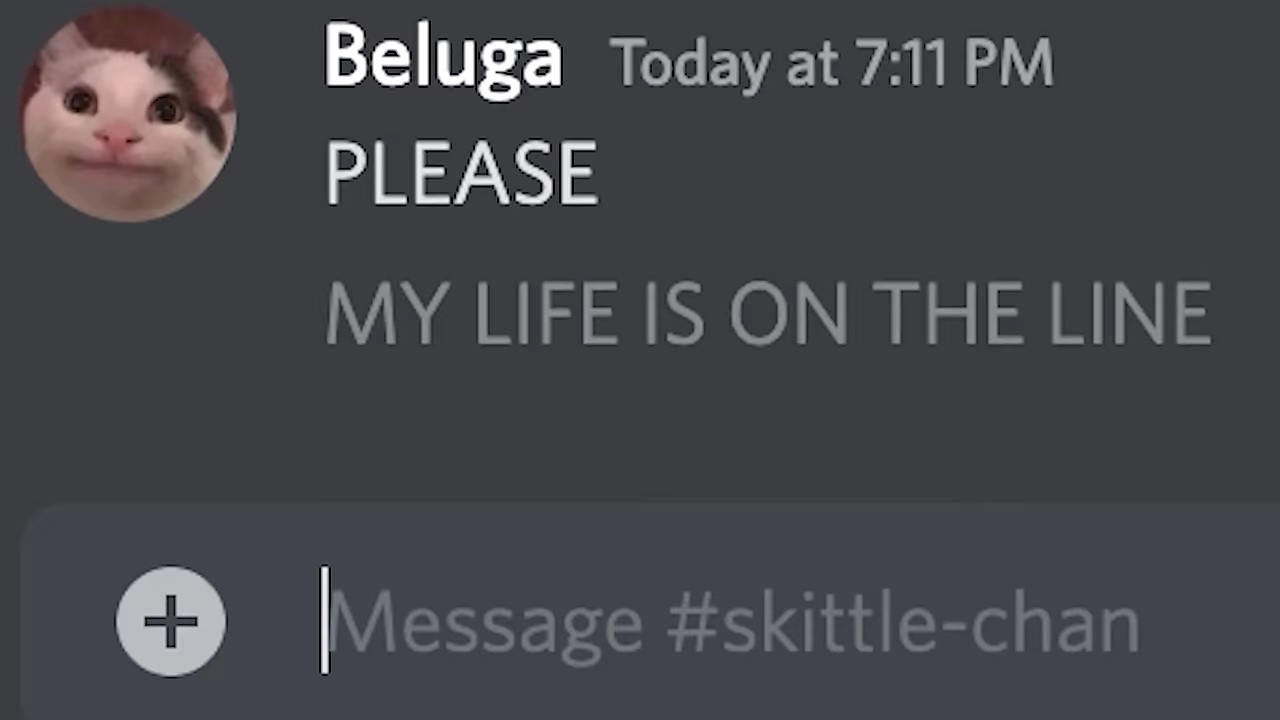 Beluga Today at 7:11 PM
PLEASE
MY LIFE IS ON THE LINE
Message #skittle-chan